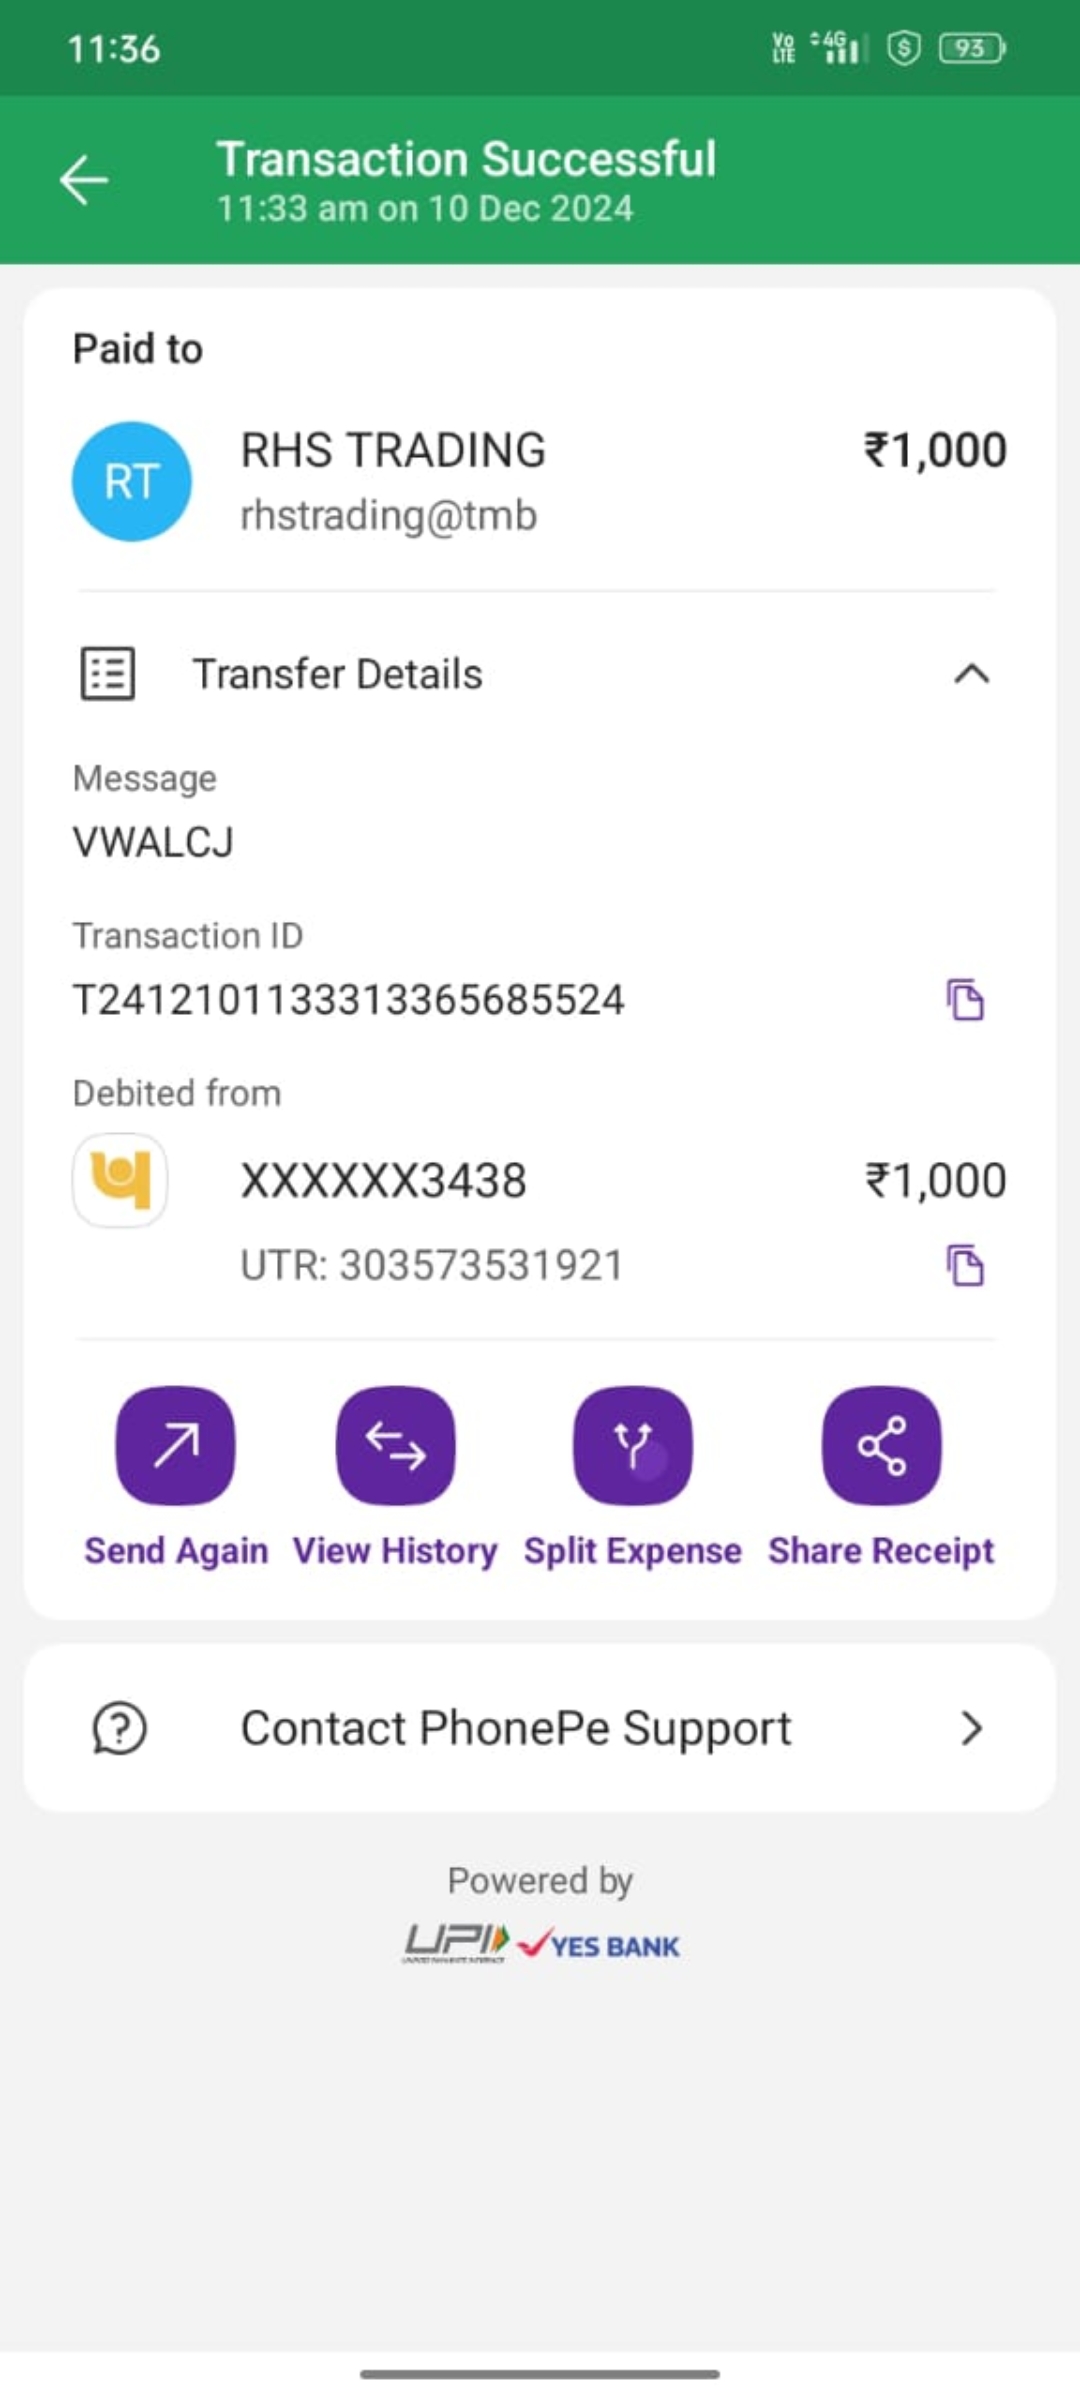 11:36
Vo LTE 4G 93
Transaction Successful
11:33 am on 10 Dec 2024
Paid to
RT
RHS TRADING
₹1,000
rhstrading@tmb
Transfer Details
Message
VWALCJ
Transaction ID
T2412101133313365685524
Debited from
XXXXXX3438
₹1,000
UTR: 303573531921
Send Again View History Split Expense Share Receipt
Contact PhonePe Support
Powered by
UPI YES BANK